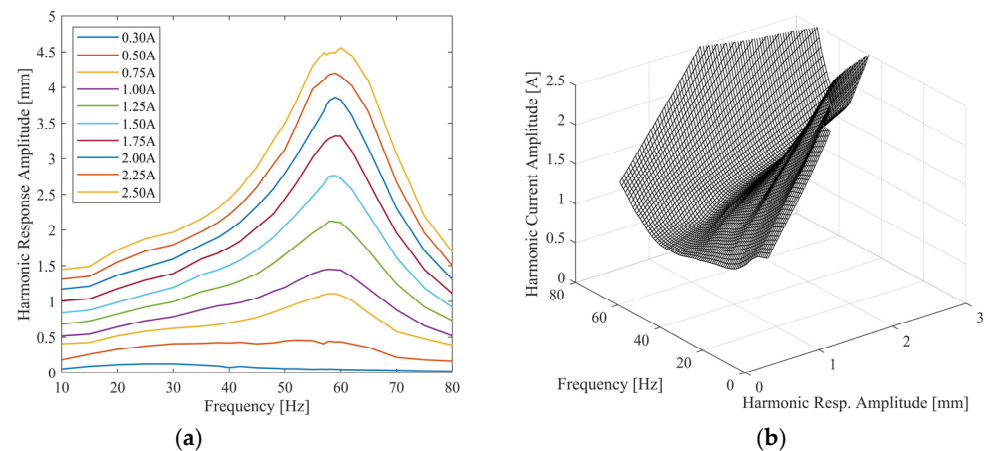 5
4.5
4
3.5
3
2.5
2
1.5
1
0.5
0
Harmonic Response Amplitude [mm]
0.30A
0.50A
0.75A
1.00A
1.25A
1.50A
1.75A
2.00A
2.25A
2.50A
10 20 30 40 50 60 70 80
Frequency [Hz]
(a)
2.5
2
1.5
1
0.5
0
Harmonic Current Amplitude [A]
80
60
40
20
0
Frequency [Hz]
0
1
2
3
Harmonic Resp. Amplitude [mm]
(b)